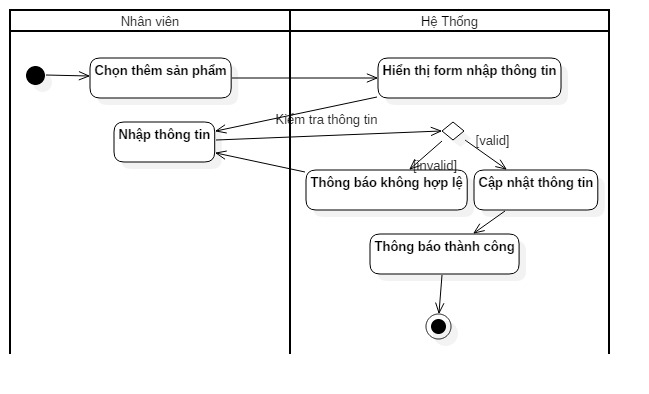 Nhân viên
Hệ Thống
Chọn thêm sản phẩm
Hiển thị form nhập thông tin
Kiểm tra thông tin
Nhập thông tin
[valid]
[invalid]
Thông báo không hợp lệ
Cập nhật thông tin
Thông báo thành công